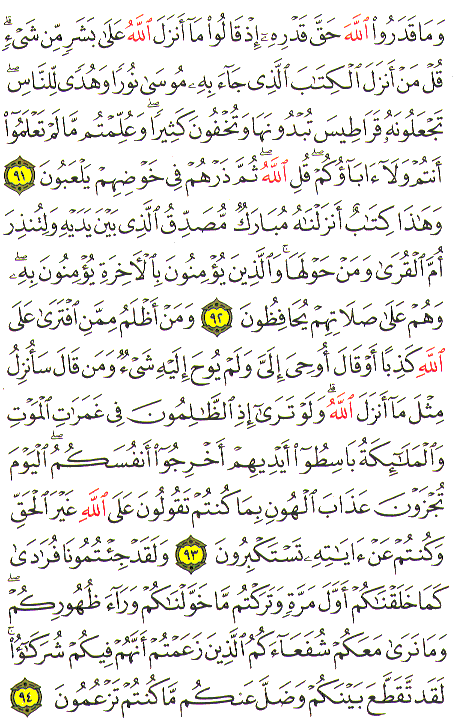 وَمَا قَدَرُوا۟ ٱللَّهَ حَقَّ قَدْرِهِۦٓ إِذْ قَالُوا۟ مَآ أَنزَلَ ٱللَّهُ عَلَىٰ بَشَرٍ مِّن شَىْءٍ ۗ
قُلْ مَنْ أَنزَلَ ٱلْكِتَٰبَ ٱلَّذِى جَآءَ بِهِۦ مُوسَىٰ نُورًا وَهُدًى لِّلنَّاسِ ۖ
تَجْعَلُونَهُۥ قَرَاطِيسَ تُبْدُونَهَا وَتُخْفُونَ كَثِيرًا ۖ وَعُلِّمْتُم مَّا لَمْ تَعْلَمُوٓا۟
أَنتُمْ وَلَآ ءَابَآؤُكُمْ ۖ قُلِ ٱللَّهُ ۖ ثُمَّ ذَرْهُمْ فِى خَوْضِهِمْ يَلْعَبُونَ ٩١
وَهَٰذَا كِتَٰبٌ أَنزَلْنَٰهُ مُبَارَكٌ مُّصَدِّقُ ٱلَّذِى بَيْنَ يَدَيْهِ وَلِتُنذِرَ
أُمَّ ٱلْقُرَىٰ وَمَنْ حَوْلَهَا ۚ وَٱلَّذِينَ يُؤْمِنُونَ بِٱلْءَاخِرَةِ يُؤْمِنُونَ بِهِۦ ۖ
وَهُمْ عَلَىٰ صَلَاتِهِمْ يُحَافِظُونَ ٩٢ وَمَنْ أَظْلَمُ مِمَّنِ ٱفْتَرَىٰ عَلَى
ٱللَّهِ كَذِبًا أَوْ قَالَ أُوحِىَ إِلَىَّ وَلَمْ يُوحَ إِلَيْهِ شَىْءٌ وَمَن قَالَ سَأُنزِلُ
مِثْلَ مَآ أَنزَلَ ٱللَّهُ ۗ وَلَوْ تَرَىٰٓ إِذِ ٱلظَّٰلِمُونَ فِى غَمَرَٰتِ ٱلْمَوْتِ
وَٱلْمَلَٰٓئِكَةُ بَاسِطُوٓا۟ أَيْدِيهِمْ أَخْرِجُوٓا۟ أَنفُسَكُمُ ۖ ٱلْيَوْمَ
تُجْزَوْنَ عَذَابَ ٱلْهُونِ بِمَا كُنتُمْ تَقُولُونَ عَلَى ٱللَّهِ غَيْرَ ٱلْحَقِّ
وَكُنتُمْ عَنْ ءَايَٰتِهِۦ تَسْتَكْبِرُونَ ٩٣ وَلَقَدْ جِئْتُمُونَا فُرَٰدَىٰ
كَمَا خَلَقْنَٰكُمْ أَوَّلَ مَرَّةٍ وَتَرَكْتُم مَّا خَوَّلْنَٰكُمْ وَرَآءَ ظُهُورِكُمْ ۖ
وَمَا نَرَىٰ مَعَكُمْ شُفَعَآءَكُمُ ٱلَّذِينَ زَعَمْتُمْ أَنَّهُمْ فِيكُمْ شُرَكَٰٓؤُا۟ ۚ
لَقَد تَّقَطَّعَ بَيْنَكُمْ وَضَلَّ عَنكُم مَّا كُنتُمْ تَزْعُمُونَ ٩٤